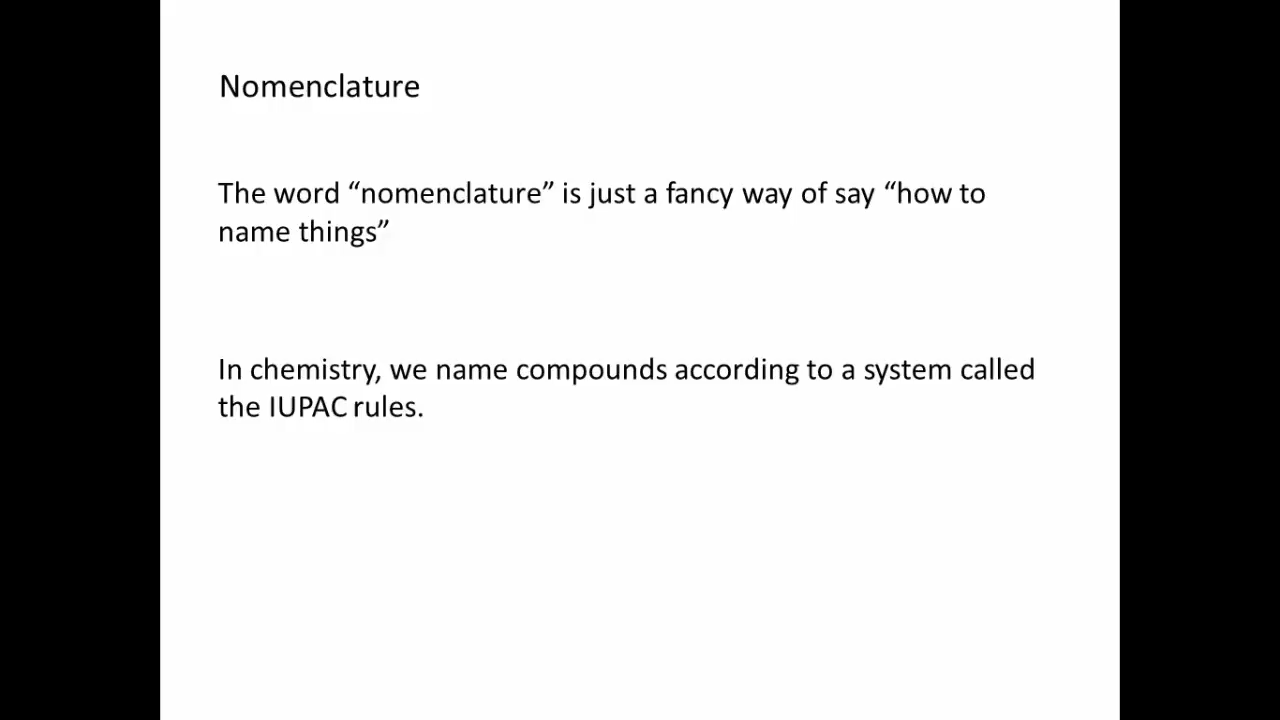 Nomenclature
The word “nomenclature” is just a fancy way of say “how to
name things”
In chemistry, we name compounds according to a system called
the IUPAC rules.